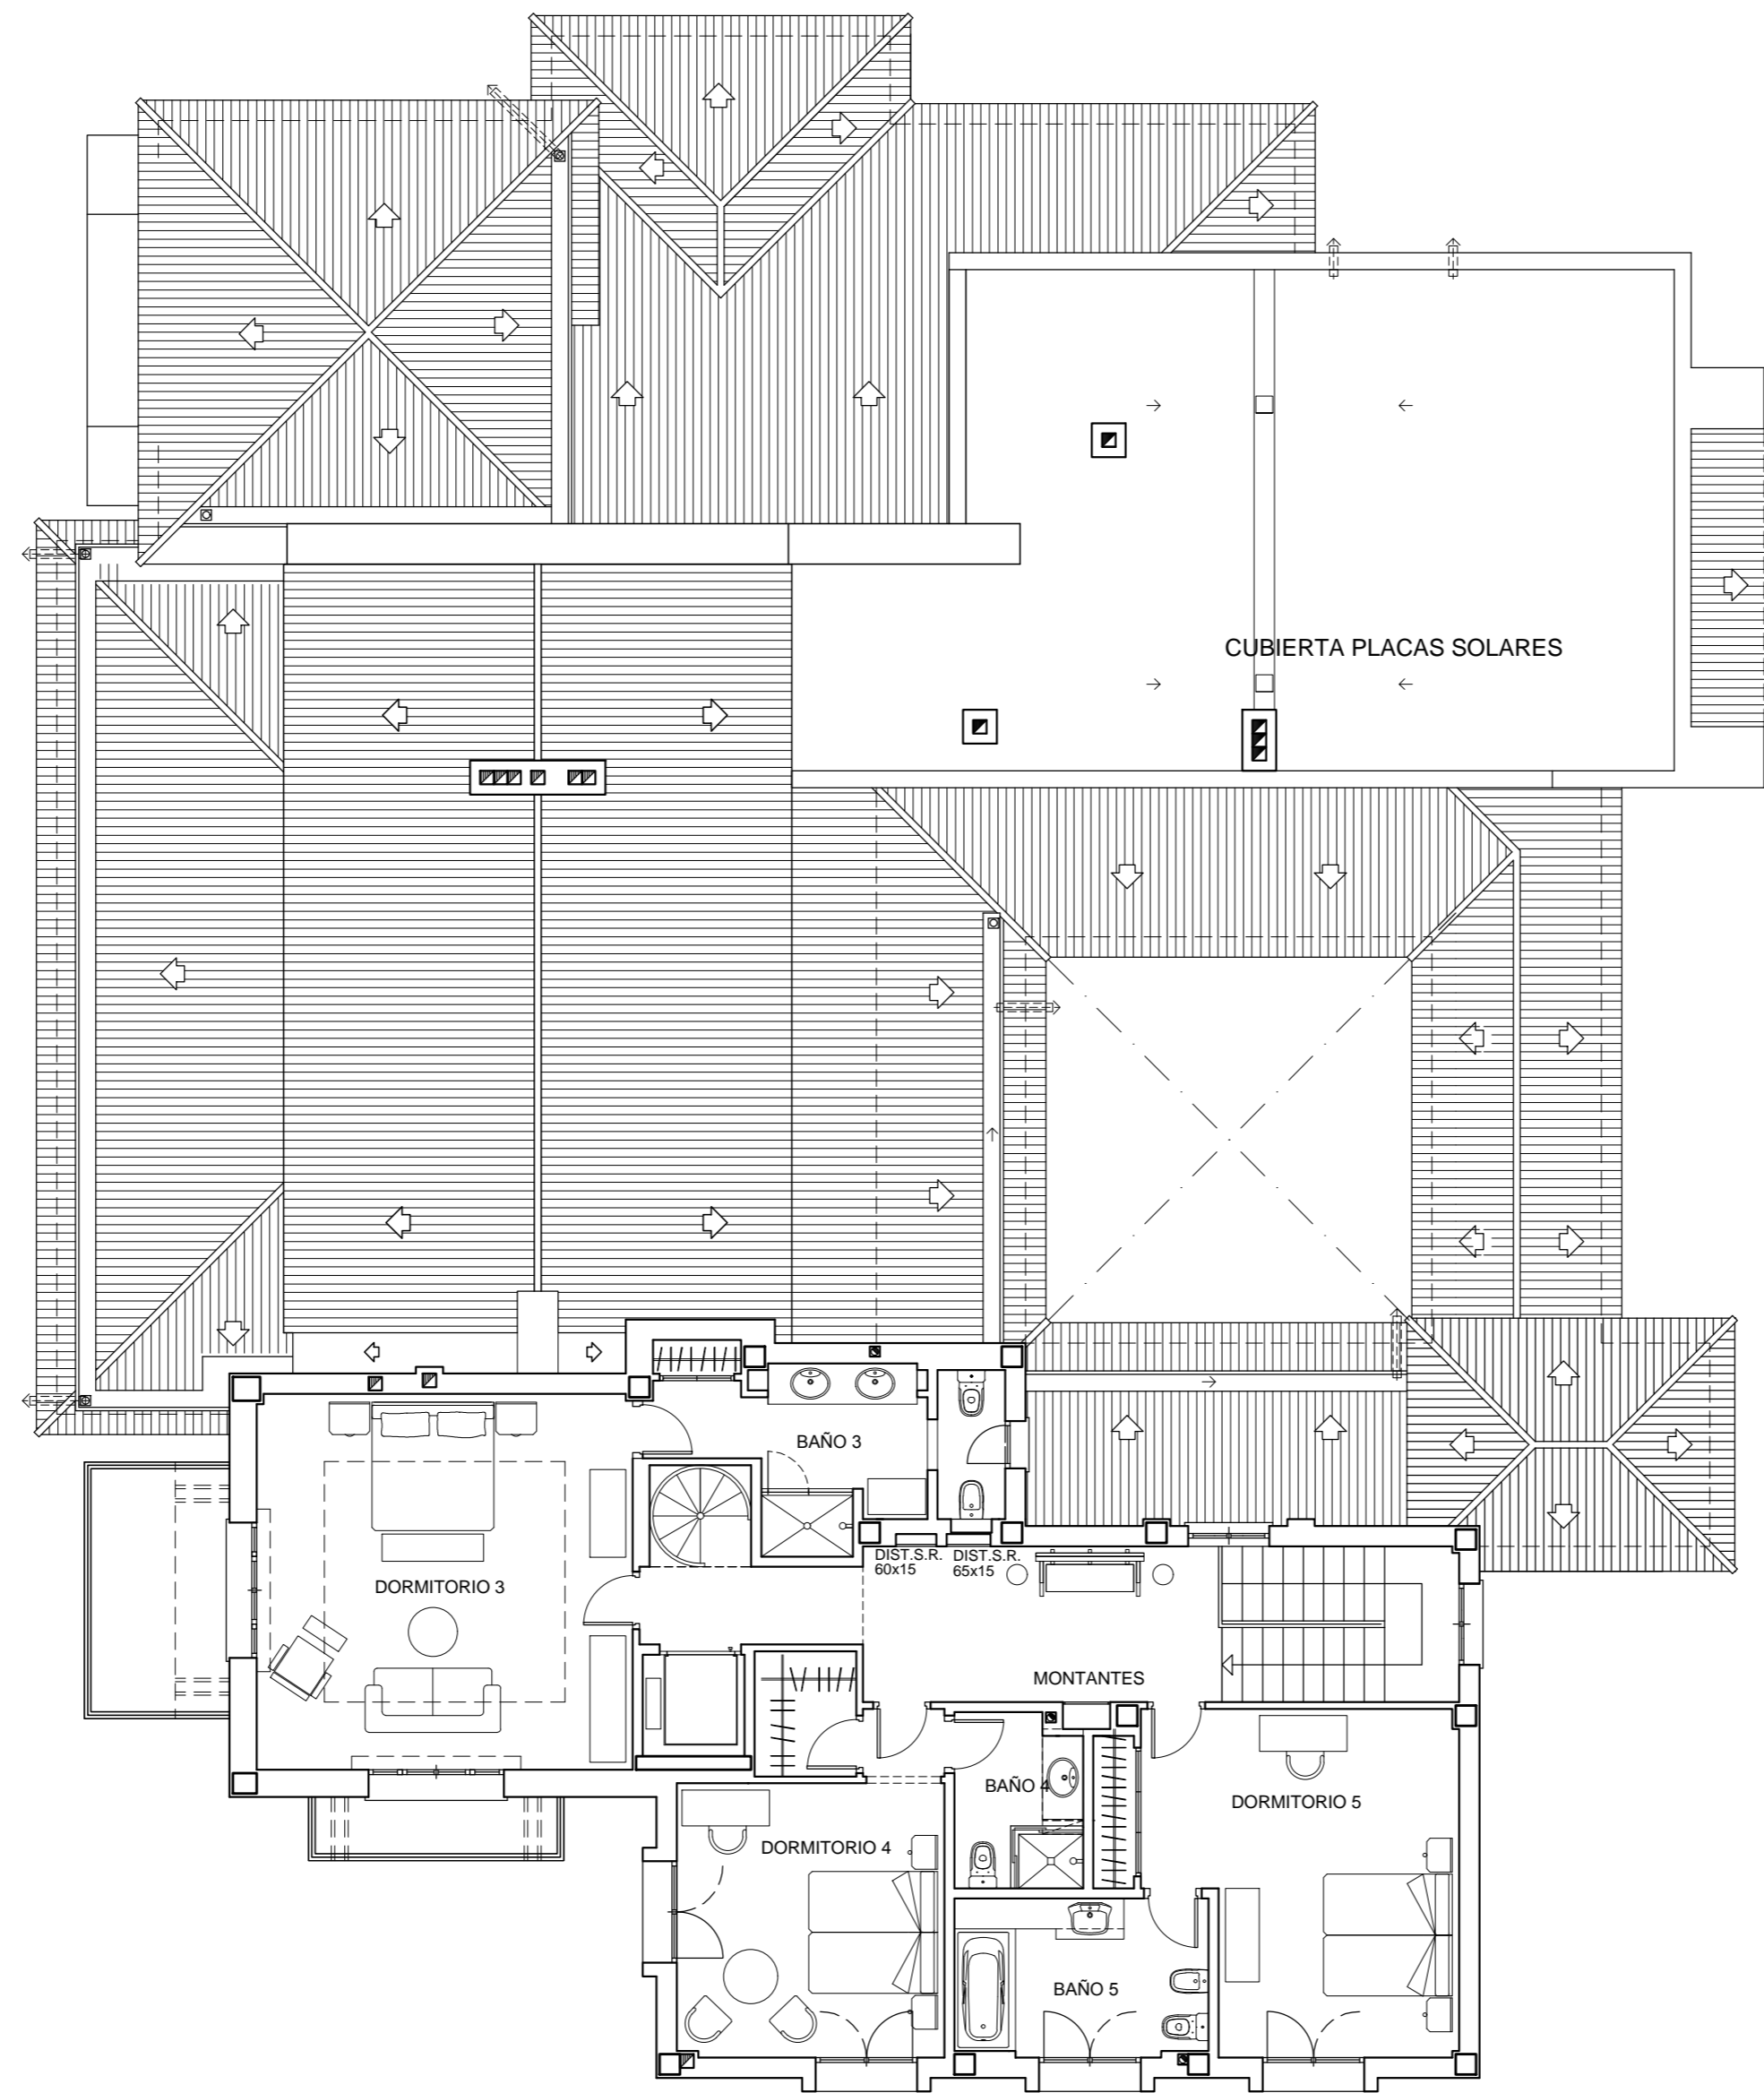 CUBIERTA PLACAS SOLARES
BAÑO 3
DIST.S.R.
60x15
DIST.S.R.
65x15
DORMITORIO 3
MONTANTES
BAÑO 4
DORMITORIO 5
DORMITORIO 4
BAÑO 5